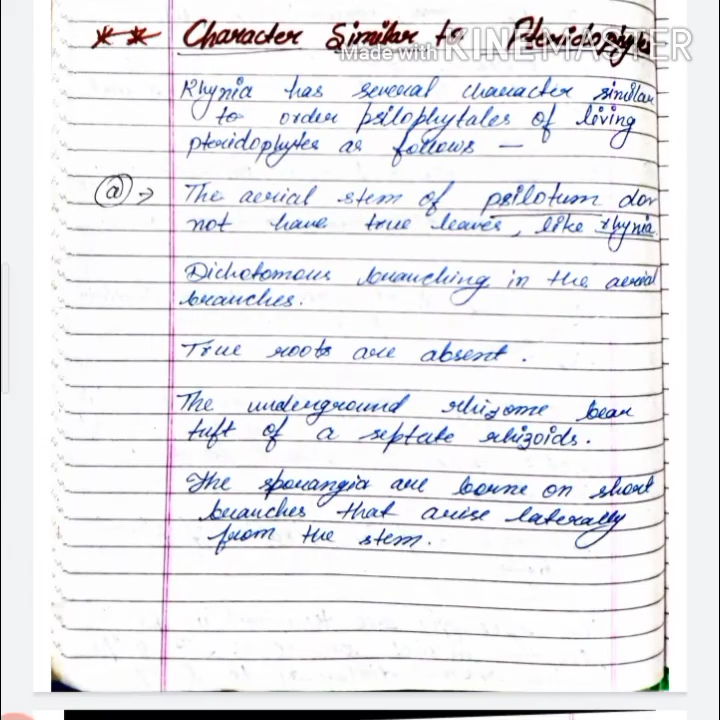 Character Similar to Pteridophytes
Made with KINEMASTER
Rhynia has several character similar
to order psilophytales of living
pteridophytes as follows —
(a) → The aerial stem of psilotum
not have true leaves, like rhynia
Dichotomous branching in the aerial
branches.
True roots are absent.
The underground rhizome bear
tuft of a septate rhizoids.
The sporangia are borne on short
branches that arise laterally
from the stem.